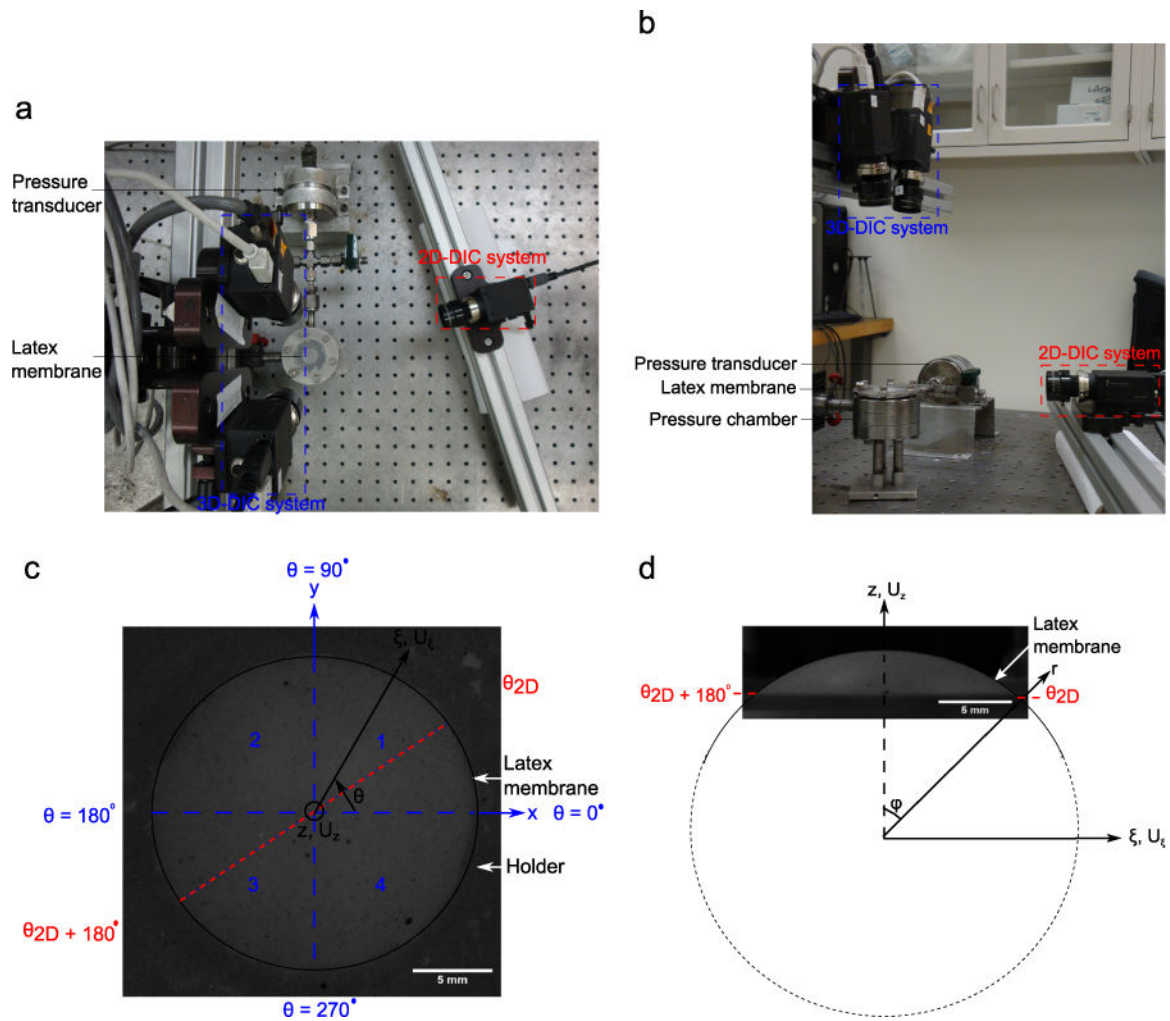 a
Pressure
transducer
2D-DIC system
Latex
membrane
3D-DIC system
b
3D-DIC system
Pressure transducer
2D-DIC system
Latex membrane
Pressure chamber
c
θ = 90°
y
ξ, U_ξ
θ2D
2
1
Latex
membrane
θ
θ = 180°
x θ = 0°
z, Uz
Holder
3
4
θ2D + 180°
5 mm
θ = 270°
d
z, Uz
Latex
membrane
r
θ2D + 180°
θ2D
5 mm
φ
ξ, U_ξ